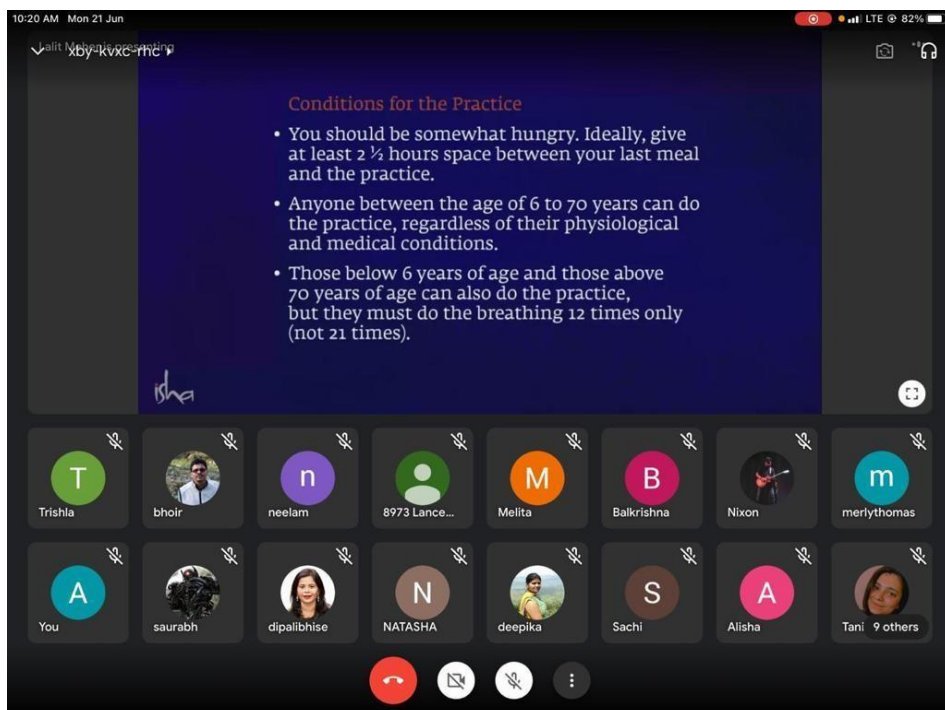 10:20 AM Mon 21 Jun
LTE 82%
Lalit Mohan is presenting
xby-kvxc-rhc
Conditions for the Practice
• You should be somewhat hungry. Ideally, give
at least 2 ½ hours space between your last meal
and the practice.
• Anyone between the age of 6 to 70 years can do
the practice, regardless of their physiological
and medical conditions.
• Those below 6 years of age and those above
70 years of age can also do the practice,
but they must do the breathing 12 times only
(not 21 times).
isha
T
n
M
B
m
Trishla
bhoir
neelam
8973 Lance...
Melita
Balkrishna
Nixon
merlythomas
A
N
S
A
You
saurabh
dipalibhise
NATASHA
deepika
Sachi
Alisha
Tani
9 others